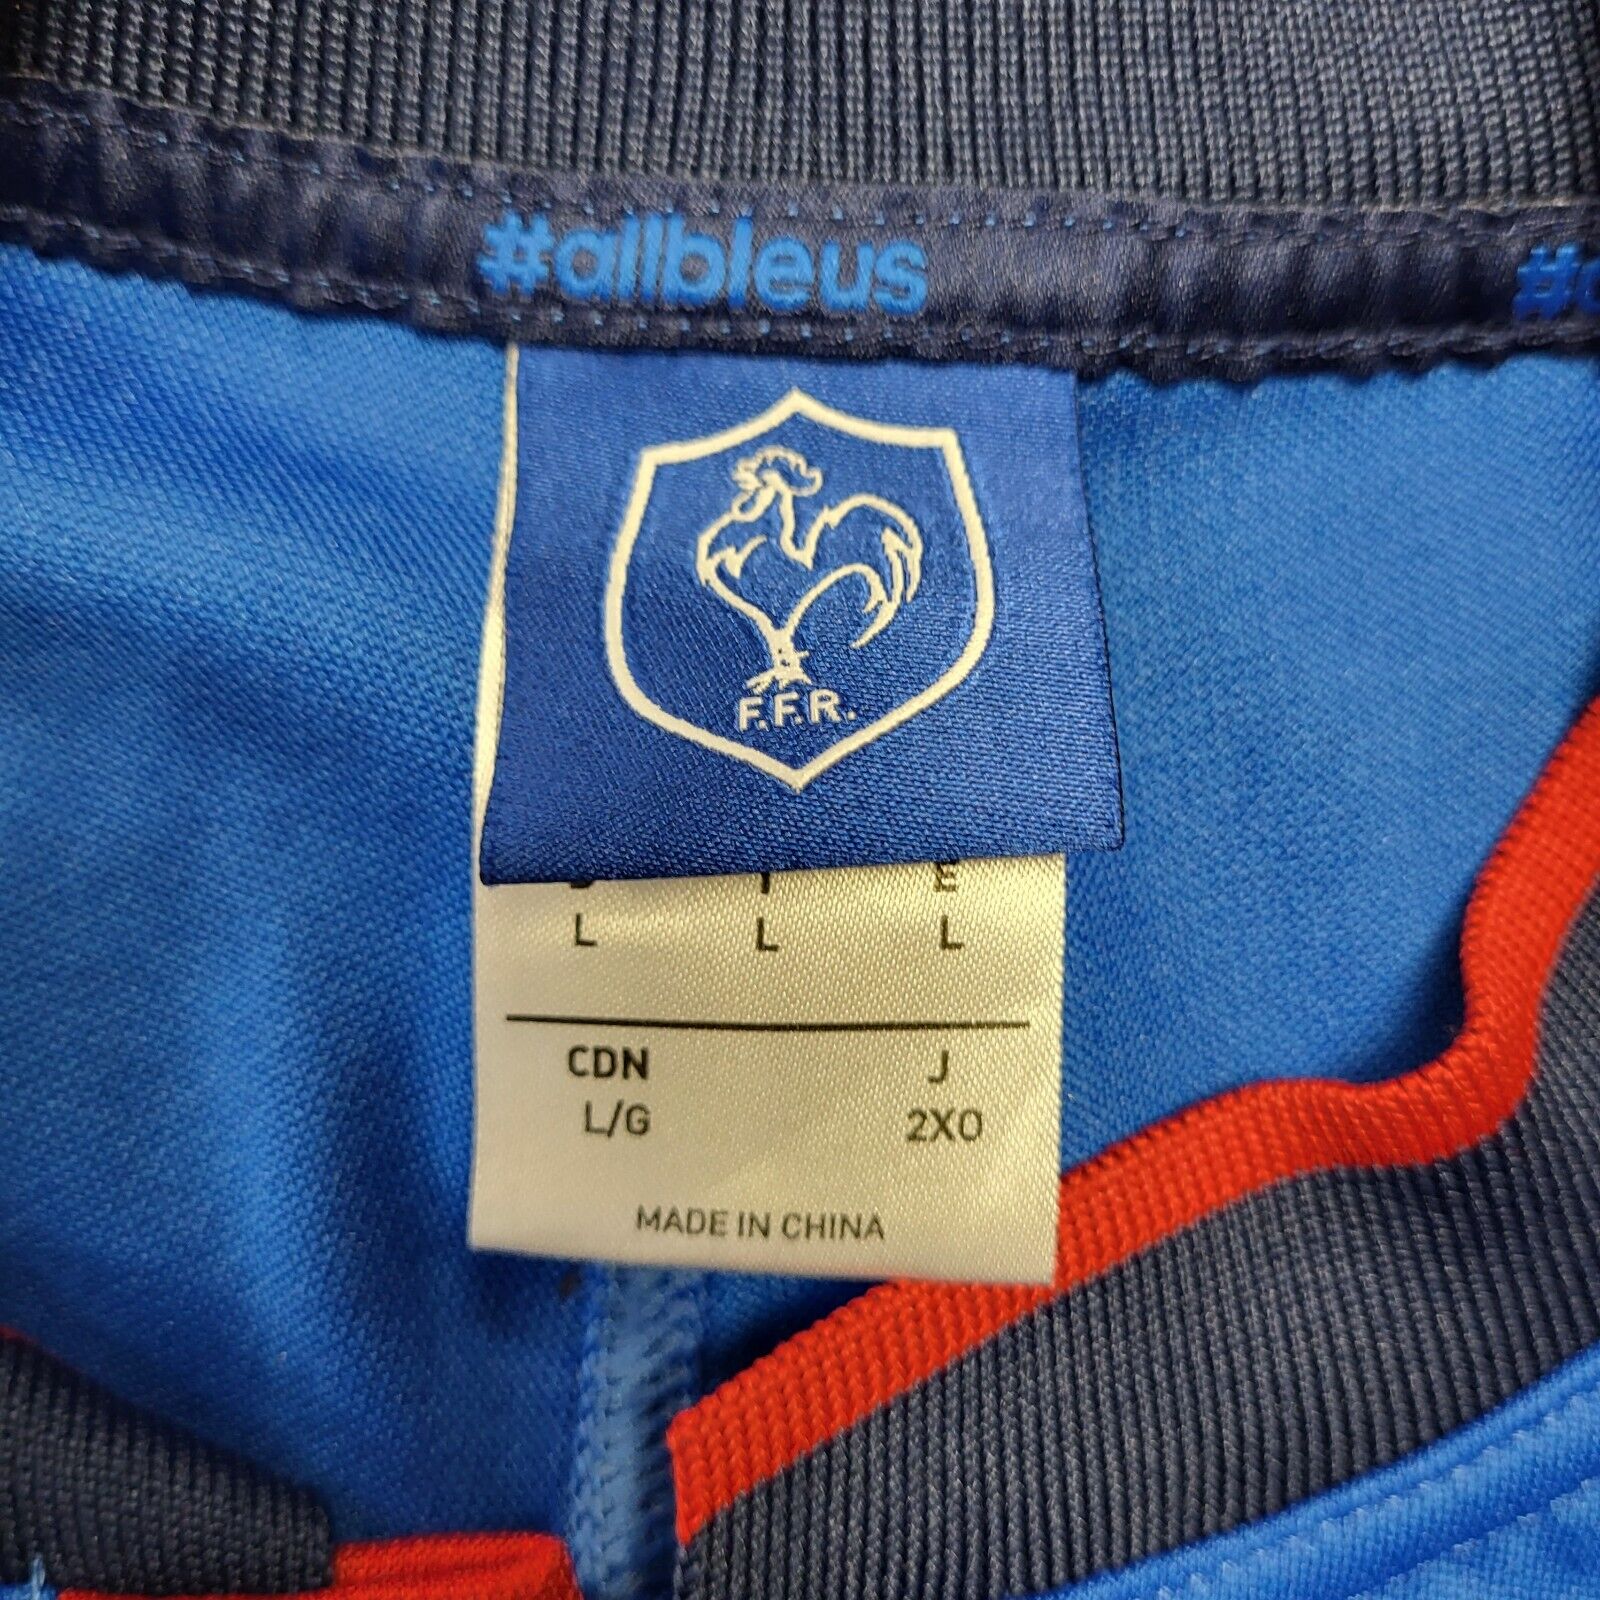 #allbleus
F.F.R.
E
L L L
CDN J
L/G 2XO
MADE IN CHINA